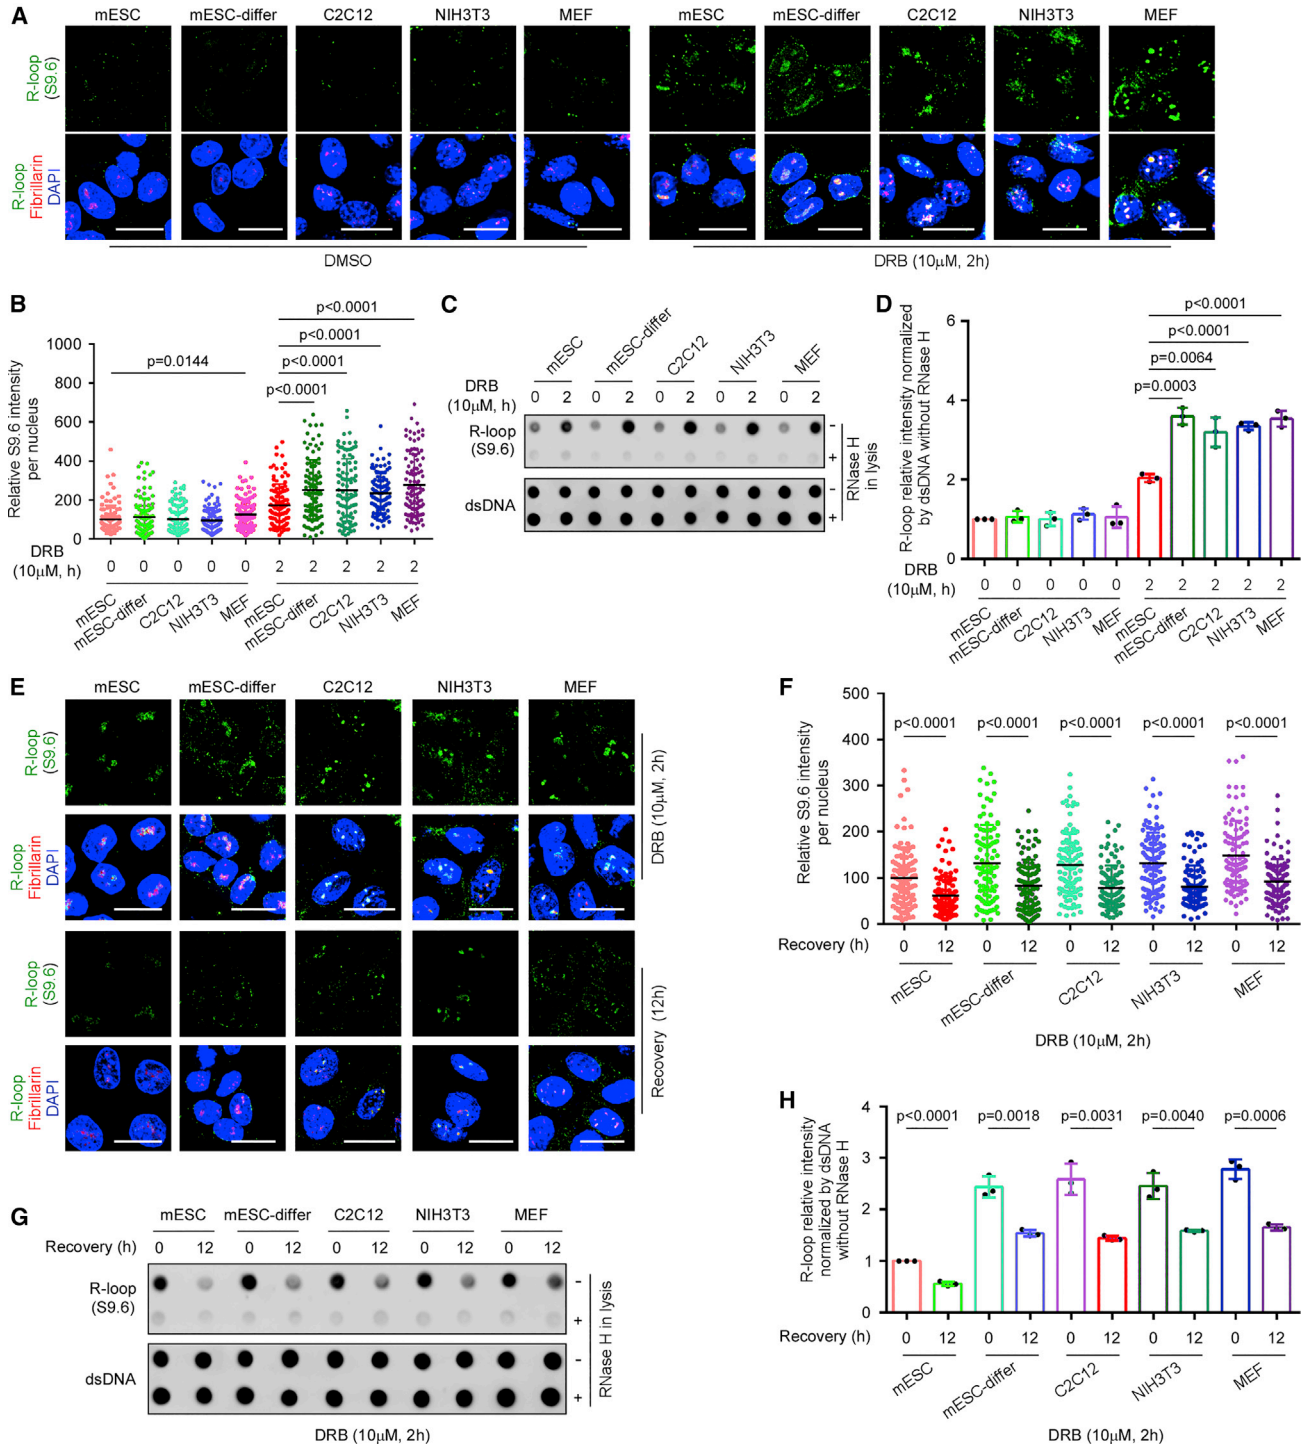 A
mESC mESC-differ C2C12 NIH3T3 MEF mESC mESC-differ C2C12 NIH3T3 MEF
R-loop
(S9.6)
R-loop
Fibrillarin
DAPI
DMSO DRB (10μM, 2h)
B
Relative S9.6 intensity
per nucleus
1000
800
600
400
200
0
p=0.0144
p<0.0001
p<0.0001
p<0.0001
p<0.0001
DRB
(10μM, h)
0 0 0 0 0 2 2 2 2 2
mESC mESC-differ C2C12 NIH3T3 MEF mESC mESC-differ C2C12 NIH3T3 MEF
C
mESC mESC-differ C2C12 NIH3T3 MEF
DRB
(10μM, h)
0 2 0 2 0 2 0 2 0 2
R-loop
(S9.6)
-
+
dsDNA
-
+
RNase H
in lysis
D
R-loop relative intensity normalized
by dsDNA without RNase H
6
4
2
0
p<0.0001
p<0.0001
p=0.0064
p=0.0003
DRB
(10μM, h)
0 0 0 0 0 2 2 2 2 2
mESC mESC-differ C2C12 NIH3T3 MEF mESC mESC-differ C2C12 NIH3T3 MEF
E
mESC mESC-differ C2C12 NIH3T3 MEF
R-loop
(S9.6)
R-loop
Fibrillarin
DAPI
DRB (10μM, 2h)
R-loop
(S9.6)
R-loop
Fibrillarin
DAPI
Recovery (12h)
F
Relative S9.6 intensity
per nucleus
500
400
300
200
100
0
p<0.0001 p<0.0001 p<0.0001 p<0.0001 p<0.0001
Recovery (h) 0 12 0 12 0 12 0 12 0 12
mESC mESC-differ C2C12 NIH3T3 MEF
DRB (10μM, 2h)
G
mESC mESC-differ C2C12 NIH3T3 MEF
Recovery (h) 0 12 0 12 0 12 0 12 0 12
R-loop
(S9.6)
-
+
dsDNA
-
+
RNase H in lysis
DRB (10μM, 2h)
H
R-loop relative intensity
normalized by dsDNA
without RNase H
4
3
2
1
0
p<0.0001 p=0.0018 p=0.0031 p=0.0040 p=0.0006
Recovery (h) 0 12 0 12 0 12 0 12 0 12
mESC mESC-differ C2C12 NIH3T3 MEF
DRB (10μM, 2h)